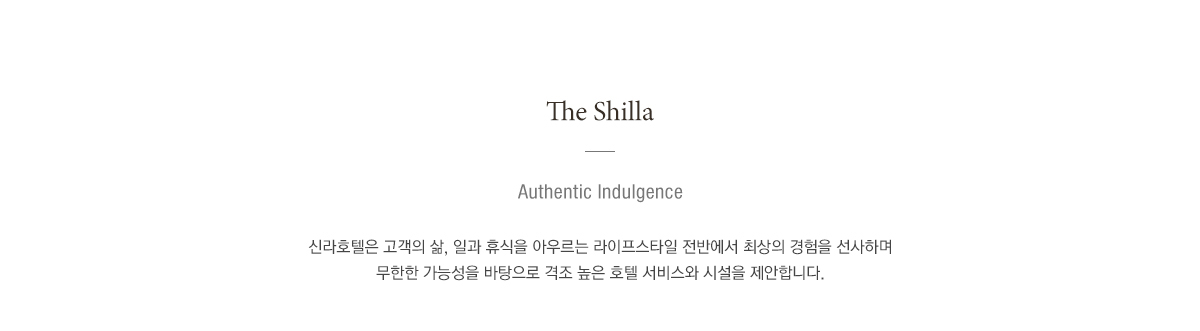 The Shilla
Authentic Indulgence
신라호텔은 고객의 삶, 일과 휴식을 아우르는 라이프스타일 전반에서 최상의 경험을 선사하며
무한한 가능성을 바탕으로 격조 높은 호텔 서비스와 시설을 제안합니다.